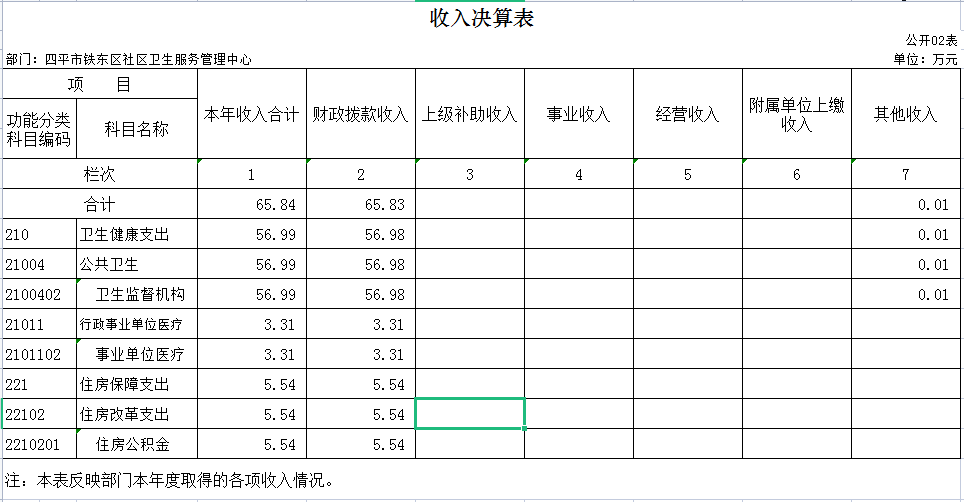 收入决算表
公开02表
部门：四平市铁东区社区卫生服务管理中心 单位：万元
项 目 本年收入合计 财政拨款收入 上级补助收入 事业收入 经营收入 附属单位上缴收入 其他收入
功能分类科目编码 科目名称
栏次 1 2 3 4 5 6 7
合计 65.84 65.83 0.01
210 卫生健康支出 56.99 56.98 0.01
21004 公共卫生 56.99 56.98 0.01
2100402 卫生监督机构 56.99 56.98 0.01
21011 行政事业单位医疗 3.31 3.31
2101102 事业单位医疗 3.31 3.31
221 住房保障支出 5.54 5.54
22102 住房改革支出 5.54 5.54
2210201 住房公积金 5.54 5.54
注：本表反映部门本年度取得的各项收入情况。